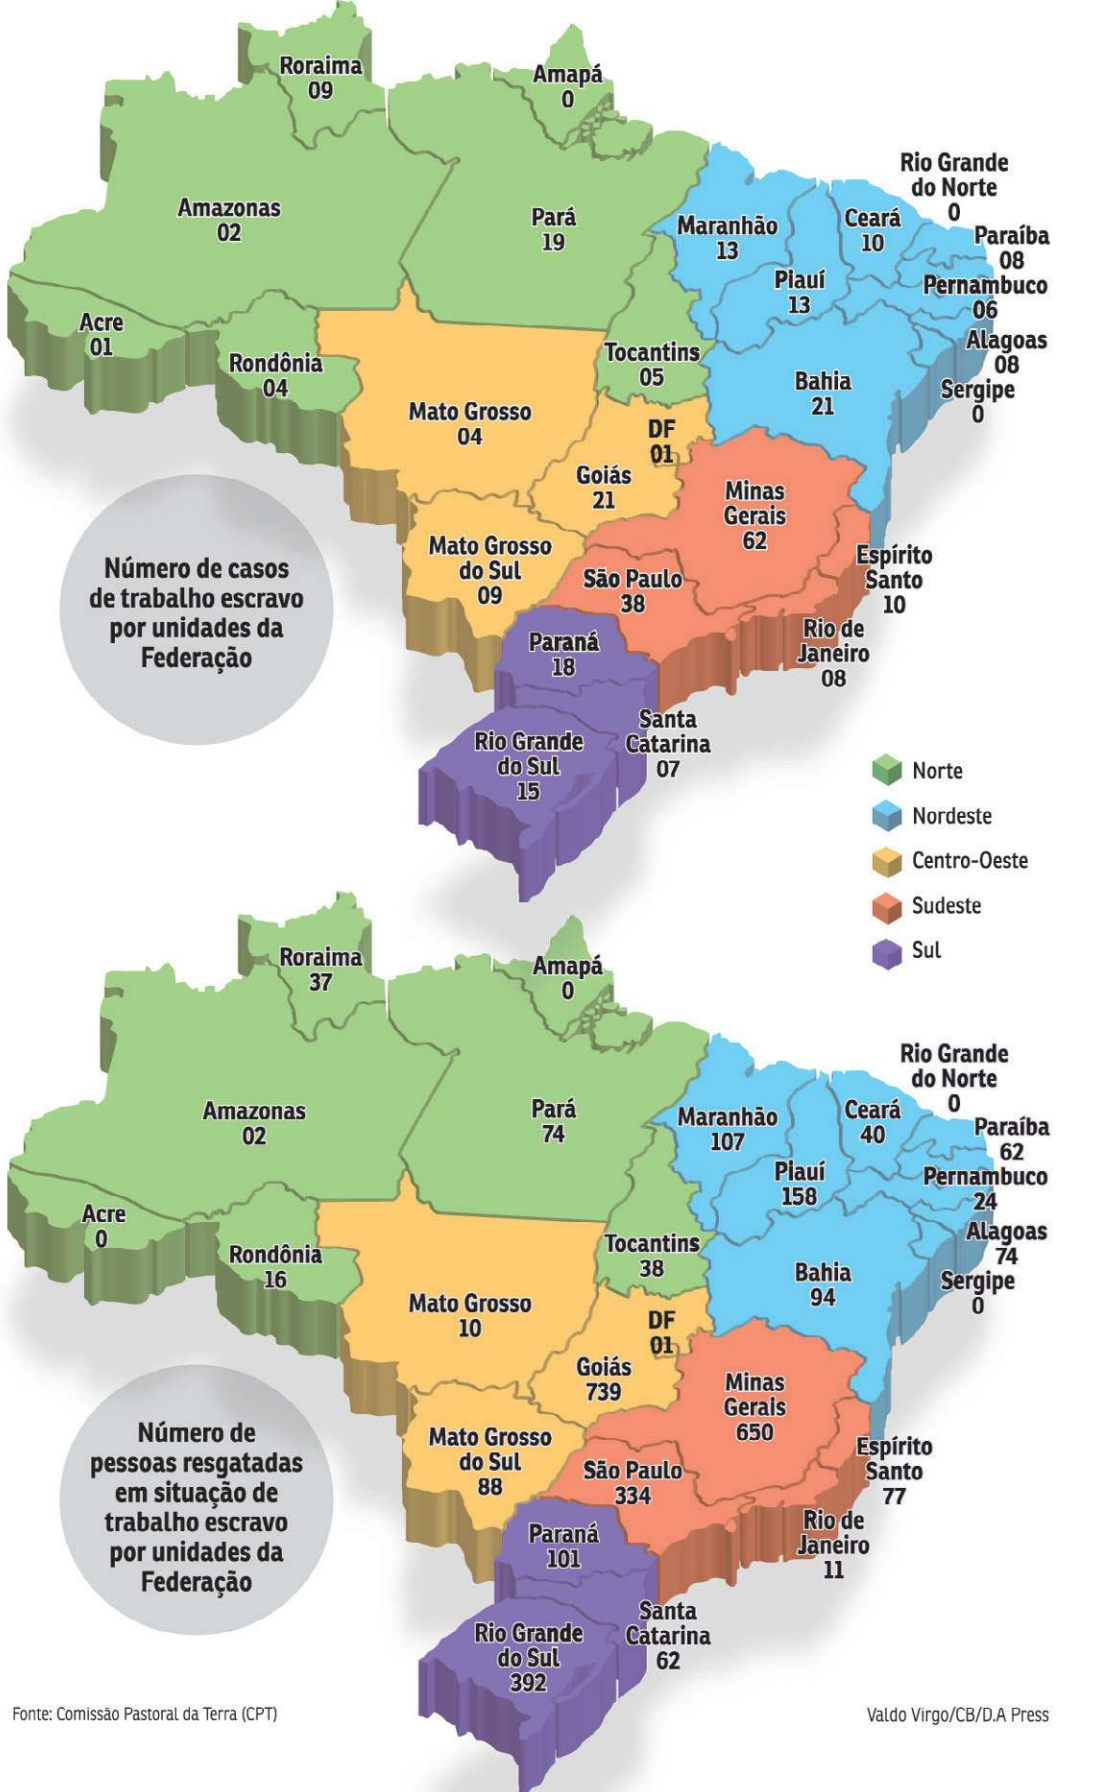 Roraima
09
Amapá
0
Rio Grande
do Norte
0
Amazonas
02
Pará
19
Maranhão
13
Ceará
10
Paraíba
08
Piauí
13
Pernambuco
06
Acre
01
Rondônia
04
Tocantins
05
Alagoas
08
Bahia
21
Sergipe
0
Mato Grosso
04
DF
01
Goiás
21
Minas
Gerais
62
Mato Grosso
do Sul
09
São Paulo
38
Espírito
Santo
10
Número de casos
de trabalho escravo
por unidades da
Federação
Rio de
Janeiro
08
Paraná
18
Santa
Catarina
07
Rio Grande
do Sul
15
Norte
Nordeste
Centro-Oeste
Sudeste
Sul
Roraima
37
Amapá
0
Rio Grande
do Norte
0
Amazonas
02
Pará
74
Maranhão
107
Ceará
40
Paraíba
62
Piauí
158
Pernambuco
24
Acre
0
Rondônia
16
Tocantins
38
Alagoas
74
Bahia
94
Sergipe
0
Mato Grosso
10
DF
01
Goiás
739
Minas
Gerais
650
Mato Grosso
do Sul
88
São Paulo
334
Espírito
Santo
77
Número de
pessoas resgatadas
em situação de
trabalho escravo
por unidades da
Federação
Rio de
Janeiro
11
Paraná
101
Santa
Catarina
62
Rio Grande
do Sul
392
Fonte: Comissão Pastoral da Terra (CPT)
Valdo Virgo/CB/D.A Press